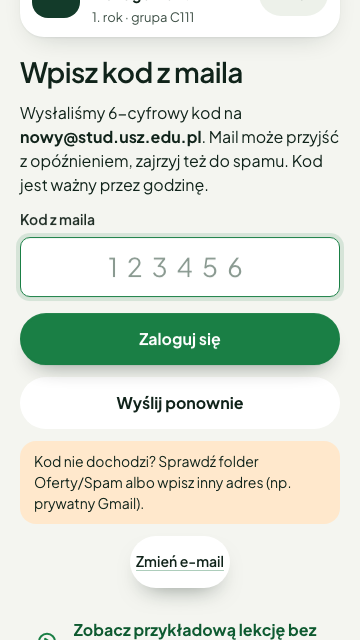 1. rok · grupa C111
Wpisz kod z maila
Wysłaliśmy 6-cyfrowy kod na
nowy@stud.usz.edu.pl. Mail może przyjść
z opóźnieniem, zajrzyj też do spamu. Kod
jest ważny przez godzinę.
Kod z maila
123456
Zaloguj się
Wyślij ponownie
Kod nie dochodzi? Sprawdź folder
Oferty/Spam albo wpisz inny adres (np.
prywatny Gmail).
Zmień e-mail
Zobacz przykładową lekcję bez